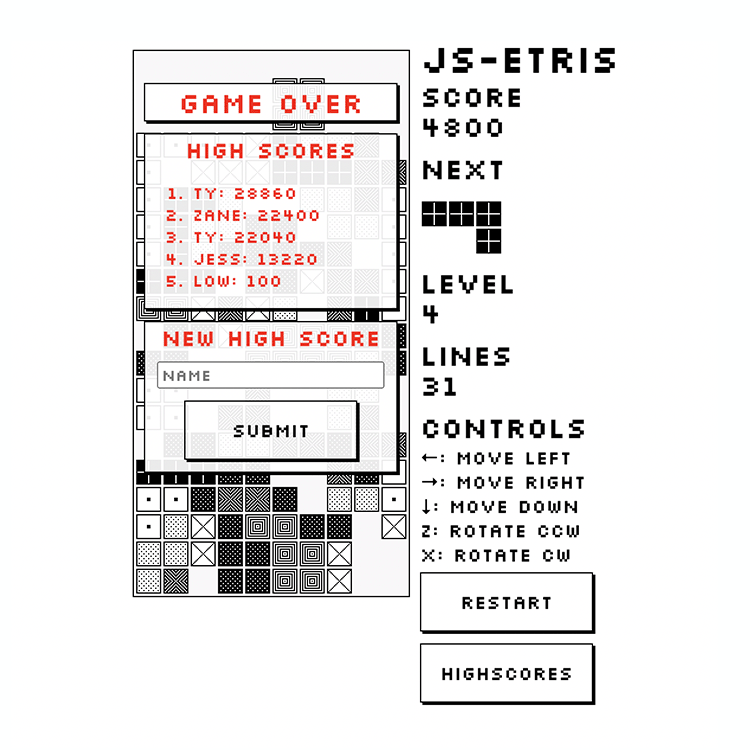 JS-ETRIS
GAME OVER
HIGH SCORES
1. TY: 28860
2. ZANE: 22400
3. TY: 22040
4. JESS: 13220
5. LOW: 100
NEW HIGH SCORE
NAME
SUBMIT
SCORE
4800
NEXT
LEVEL
4
LINES
31
CONTROLS
←: MOVE LEFT
→: MOVE RIGHT
↓: MOVE DOWN
Z: ROTATE CCW
X: ROTATE CW
RESTART
HIGHSCORES